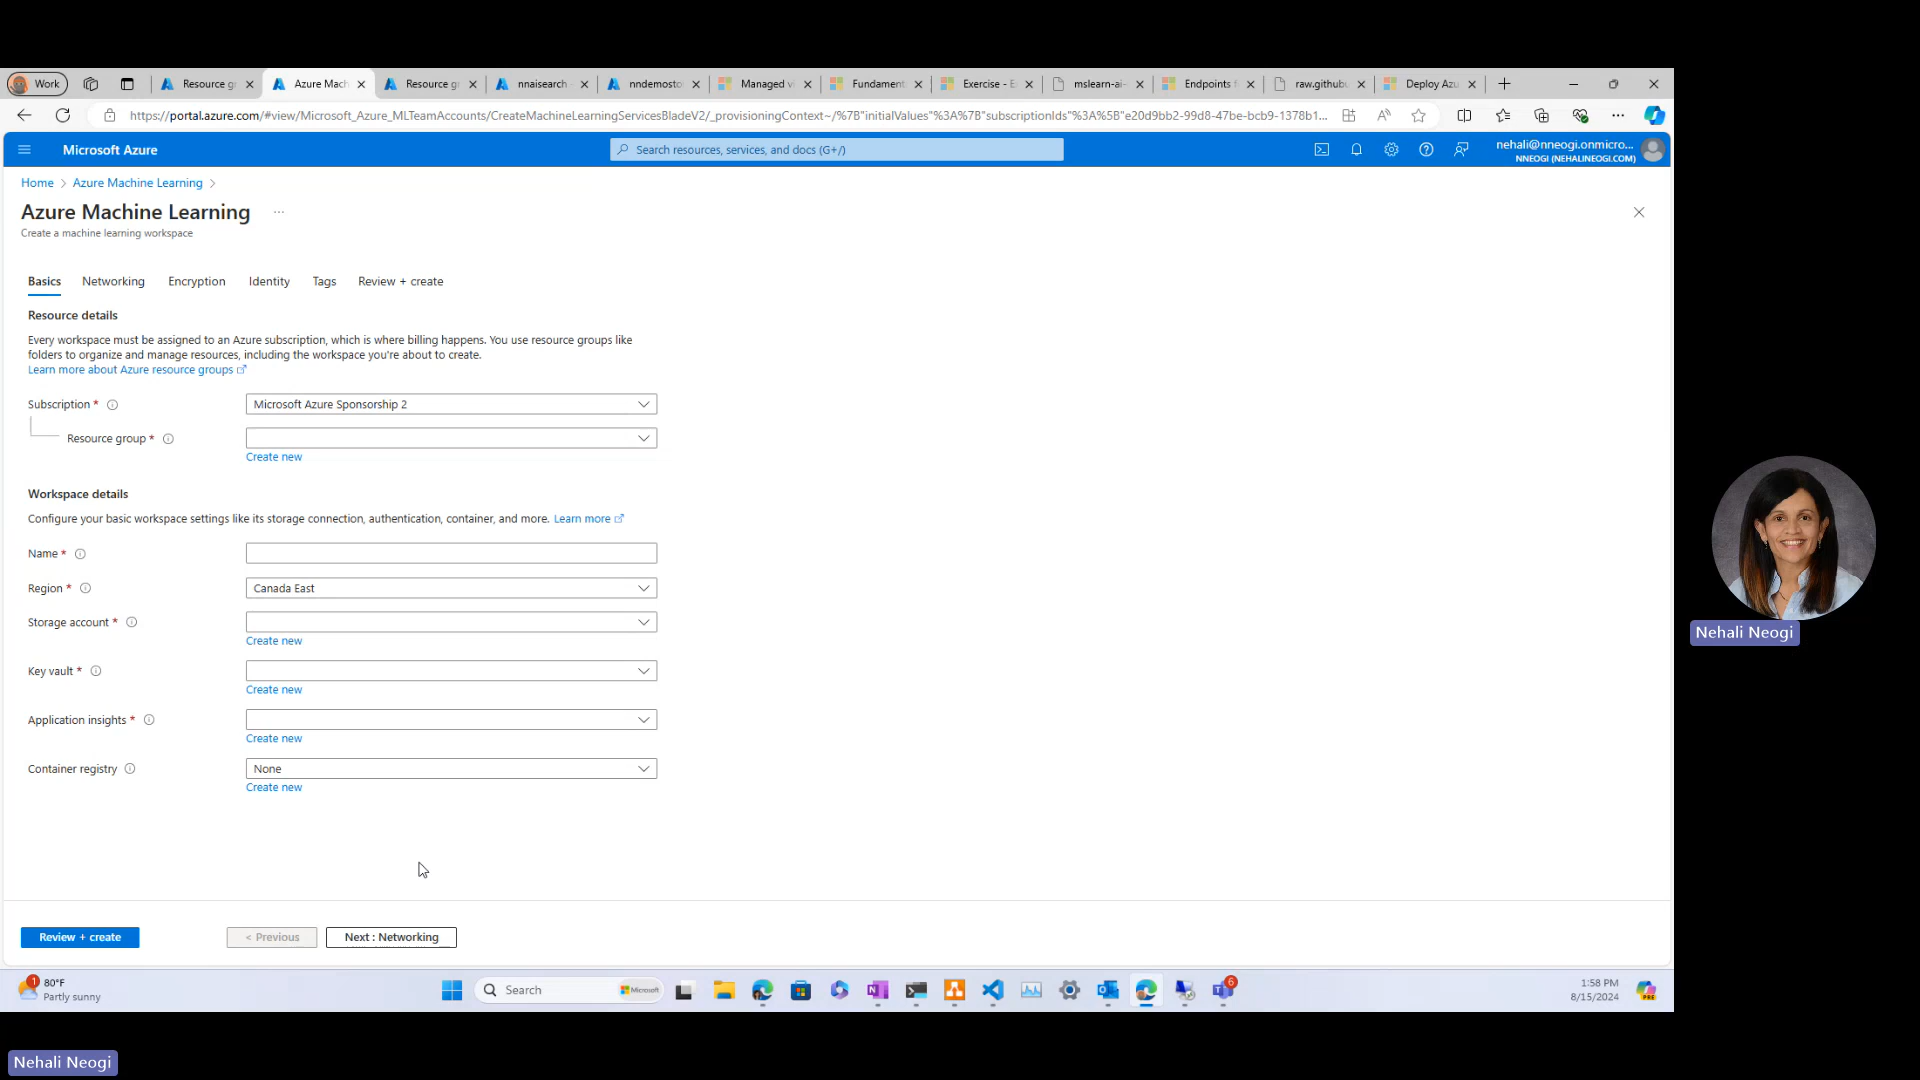 Work
Resource g
Azure Mach
Resource g
nnaisearch
nndemosto
Managed vi
Fundament
Exercise - E
mslearn-ai-
Endpoints f
raw.githubu
Deploy Azu
https://portal.azure.com/#view/Microsoft_Azure_MLTeamAccounts/CreateMachineLearningServicesBladeV2/_provisioningContext~/%7B"initialValues"%3A%7B"subscriptionIds"%3A%5B"e20d9bb2-99d8-47be-bcb9-1378b1...
Microsoft Azure
Search resources, services, and docs (G+/)
nehali@nneogi.onmicro...
NNEOGI (NEHALINEOGI.COM)
Home > Azure Machine Learning >
Azure Machine Learning ...
Create a machine learning workspace
Basics Networking Encryption Identity Tags Review + create
Resource details
Every workspace must be assigned to an Azure subscription, which is where billing happens. You use resource groups like
folders to organize and manage resources, including the workspace you're about to create.
Learn more about Azure resource groups
Subscription * Microsoft Azure Sponsorship 2
Resource group *
Create new
Workspace details
Configure your basic workspace settings like its storage connection, authentication, container, and more. Learn more
Name *
Region * Canada East
Storage account *
Create new
Key vault *
Create new
Application insights *
Create new
Container registry None
Create new
Review + create < Previous Next : Networking
Nehali Neogi
1
80°F
Partly sunny
Search
Microsoft
6
1:58 PM
8/15/2024
PRE
Nehali Neogi